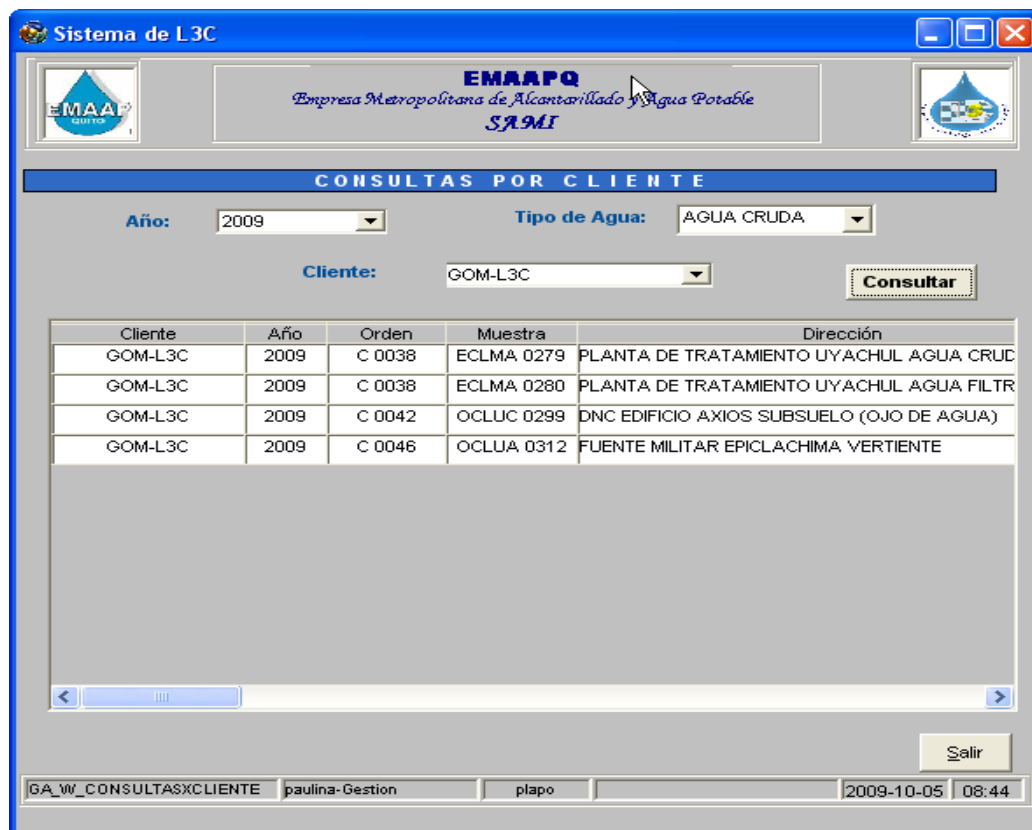 Sistema de L3C
EMAAP
QUITO
EMAAPQ
Empresa Metropolitana de Alcantarillado y Agua Potable
SAMI
CONSULTAS POR CLIENTE
Año: 2009 Tipo de Agua: AGUA CRUDA
Cliente: GOM-L3C Consultar
Cliente Año Orden Muestra Dirección
GOM-L3C 2009 C 0038 ECLMA 0279 PLANTA DE TRATAMIENTO UYACHUL AGUA CRUD
GOM-L3C 2009 C 0038 ECLMA 0280 PLANTA DE TRATAMIENTO UYACHUL AGUA FILTR
GOM-L3C 2009 C 0042 OCLUC 0299 DNC EDIFICIO AXIOS SUBSUELO (OJO DE AGUA)
GOM-L3C 2009 C 0046 OCLUA 0312 FUENTE MILITAR EPICLACHIMA VERTIENTE
Salir
GA_W_CONSULTASXCLIENTE paulina-Gestion plapo 2009-10-05 08:44